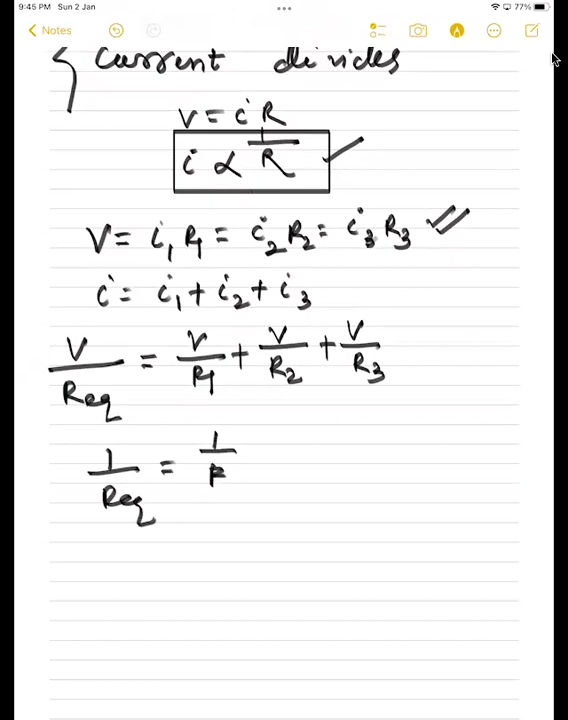 9:45 PM Sun 2 Jan
77%
Notes
Current divides
V = iR
i ∝ 1/R
V = i₁R₁ = i₂R₂ = i₃R₃
i = i₁ + i₂ + i₃
V/Req = V/R₁ + V/R₂ + V/R₃
1/Req = 1/R